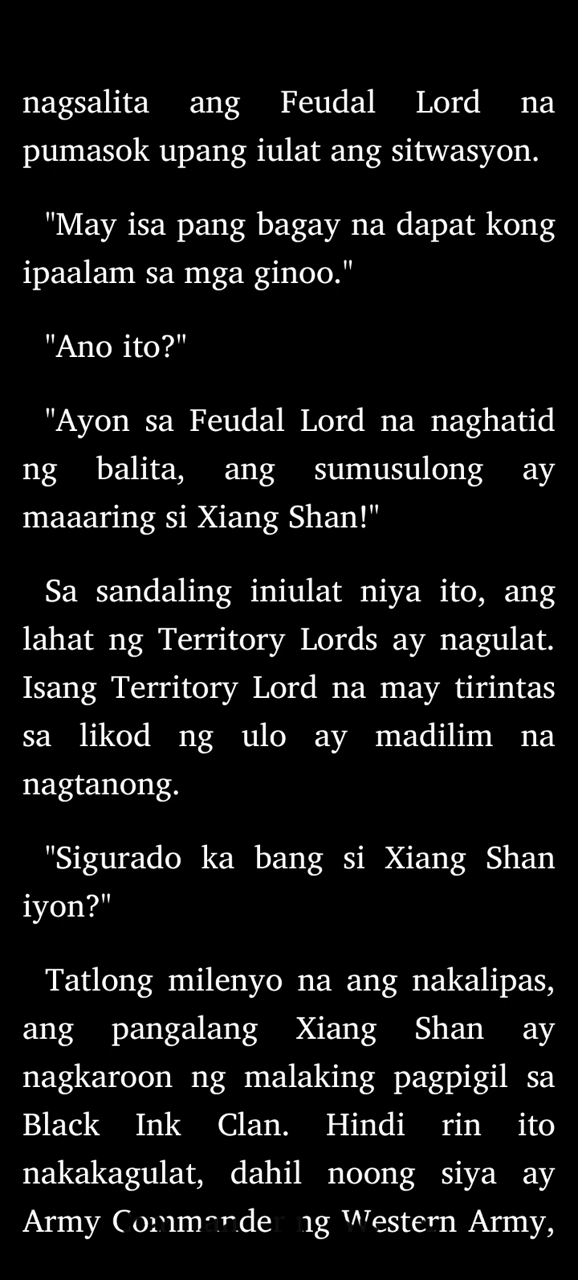 nagsalita ang Feudal Lord na
pumasok upang iulat ang sitwasyon.
"May isa pang bagay na dapat kong
ipaalam sa mga ginoo."
"Ano ito?"
"Ayon sa Feudal Lord na naghatid
ng balita, ang sumusulong ay
maaaring si Xiang Shan!"
Sa sandaling iniulat niya ito, ang
lahat ng Territory Lords ay nagulat.
Isang Territory Lord na may tirintas
sa likod ng ulo ay madilim na
nagtanong.
"Sigurado ka bang si Xiang Shan
iyon?"
Tatlong milenyo na ang nakalipas,
ang pangalang Xiang Shan ay
nagkaroon ng malaking pagpigil sa
Black Ink Clan. Hindi rin ito
nakakagulat, dahil noong siya ay
Army Commander ng Western Army,